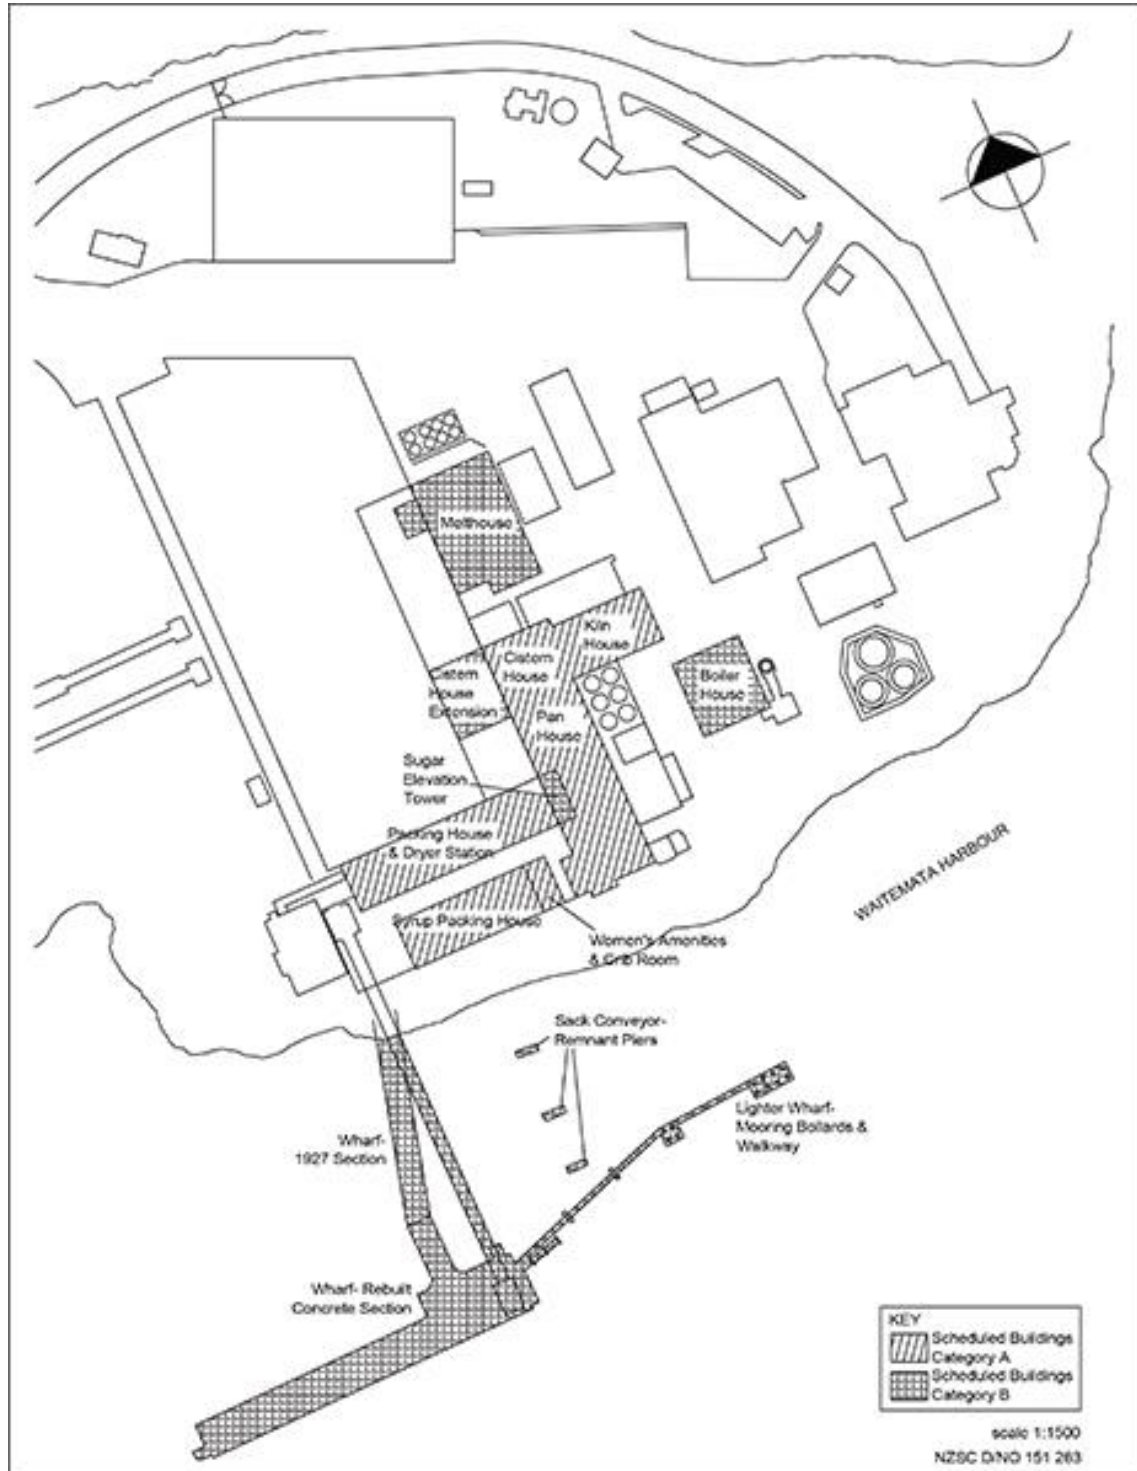 Melthouse
Kiln
House
Cistern
House
Cistern
House
Extension
Boiler
House
Pan
House
Sugar
Elevation
Tower
Packing House
& Dryer Station
WAITEMATA HARBOUR
Syrup Packing House
Women's Amenities
& Crib Room
Sack Conveyor-
Remnant Piers
Lighter Wharf-
Mooring Bollards &
Walkway
Wharf-
1927 Section
Wharf- Rebuilt
Concrete Section
KEY
Scheduled Buildings
Category A
Scheduled Buildings
Category B
scale 1:1500
NZSC D/NO 151 263